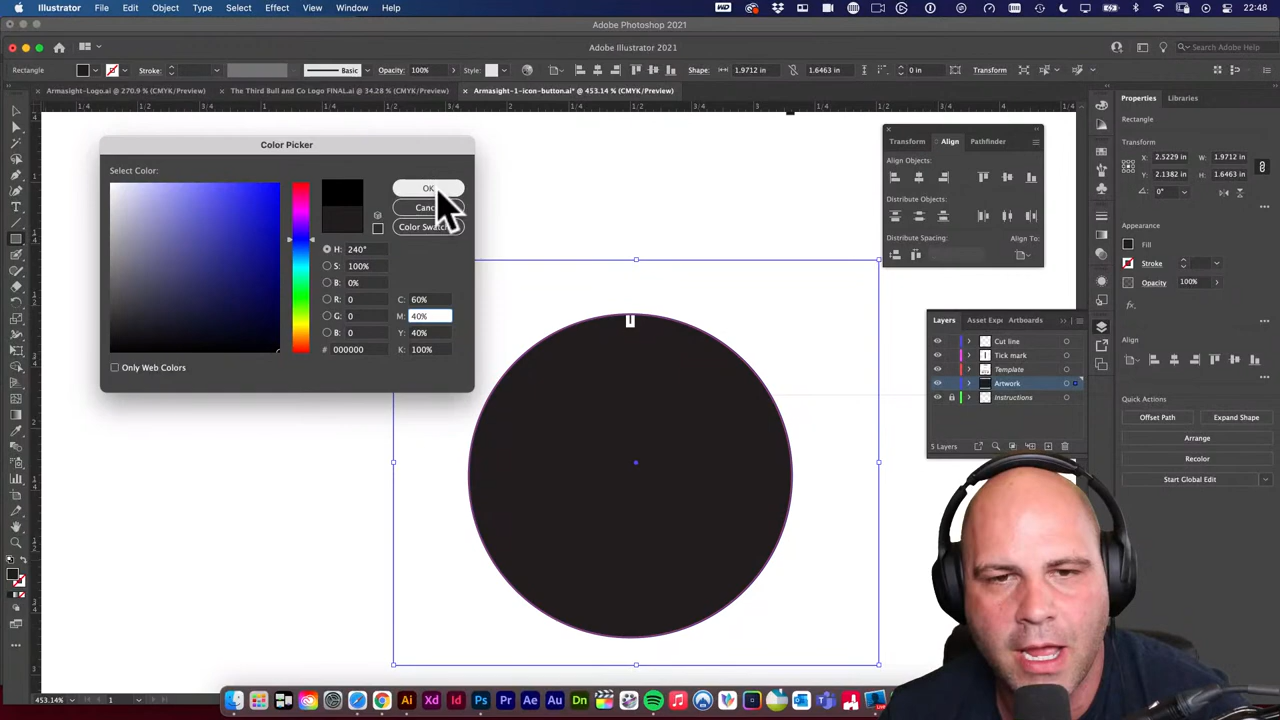 Illustrator File Edit Object Type Select Effect View Window Help 22:48
Adobe Photoshop 2021
Adobe Illustrator 2021 Search Adobe Help
Rectangle Stroke: Basic Opacity: 100% Style: Shape: 1.9712 in 1.6463 in 0 in Transform
Armasight-Logo.ai @ 270.9 % (CMYK/Preview) The Third Bull and Co Logo FINAL.ai @ 34.28 % (CMYK/Preview) Armasight-1-icon-button.ai* @ 453.14 % (CMYK/Preview)
Properties Libraries
Rectangle
Transform
X: 2.5229 in W: 1.9712 in
Y: 2.1382 in H: 1.6463 in
0°
Appearance
Fill
Stroke
Opacity 100%
fx.
Align
Quick Actions
Offset Path Expand Shape
Arrange
Recolor
Start Global Edit
Color Picker
Select Color:
OK
Color Swatch
H: 240°
S: 100%
B: 0%
R: 0 C: 60%
G: 0 M: 40%
B: 0 Y: 40%
# 000000 K: 100%
Only Web Colors
Transform Align Pathfinder
Align Objects:
Distribute Objects:
Distribute Spacing: Align To:
Layers Asset Expo Artboards
Cut line
Tick mark
Template
Artwork
Instructions
5 Layers
453.14% 1